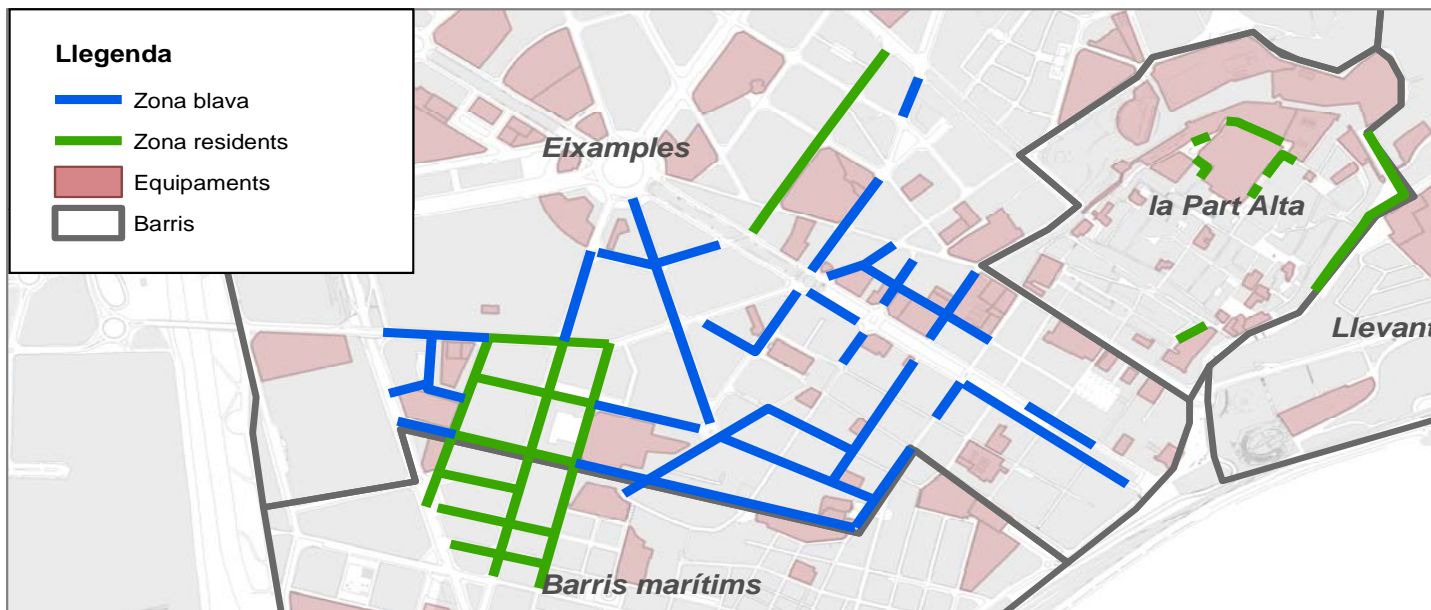 Llegenda
Zona blava
Zona residents
Equipaments
Barris
Eixamples
la Part Alta
Llevant
Barris marítims